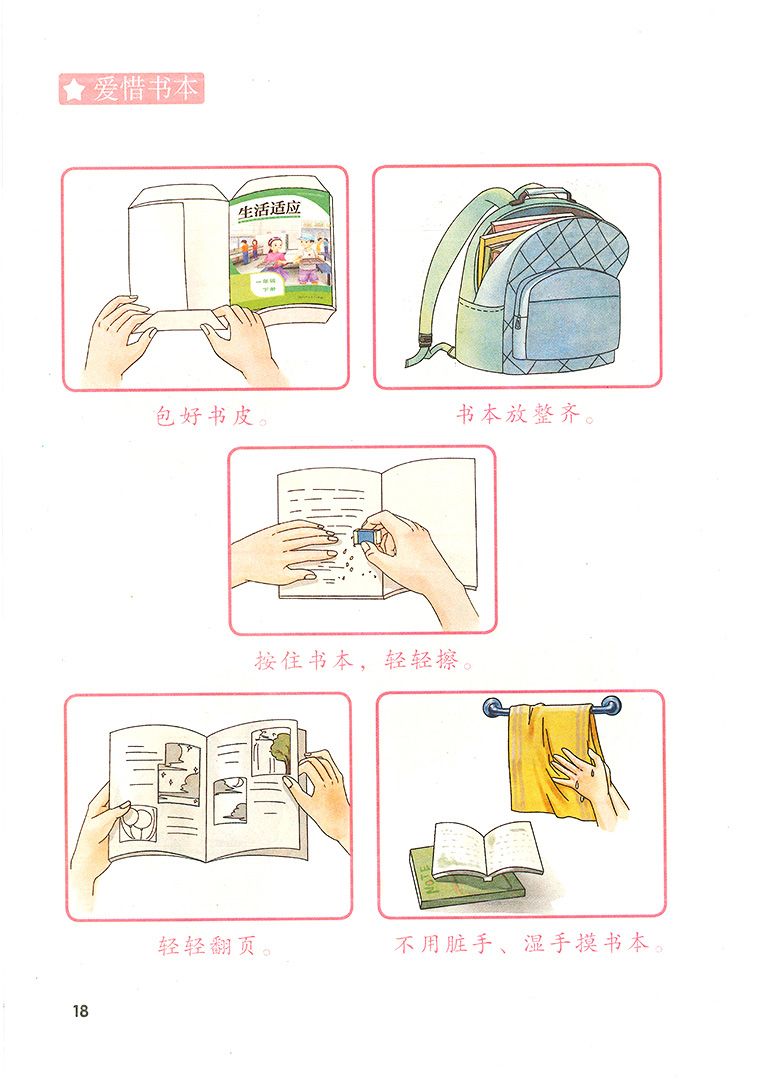 爱惜书本
生活适应
一年级
下册
包好书皮。
书本放整齐。
按住书本，轻轻擦。
轻轻翻页。
NOTE
不用脏手、湿手摸书本。
18